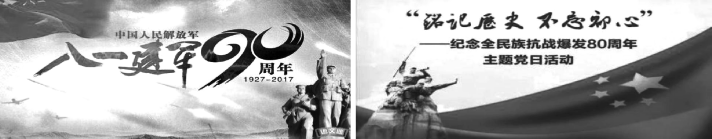 中国人民解放军
八一建军90周年
1927-2017
“铭记历史 不忘初心”
——纪念全民族抗战爆发80周年
主题党日活动